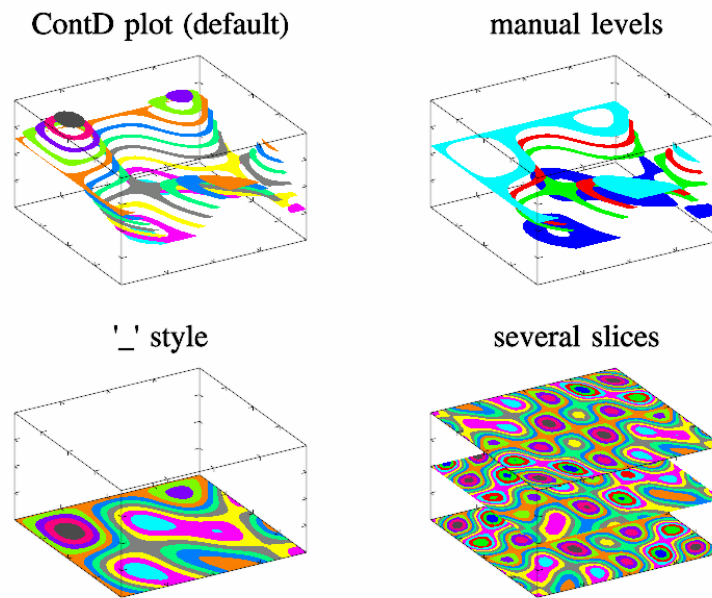 ContD plot (default)
manual levels
'_' style
several slices